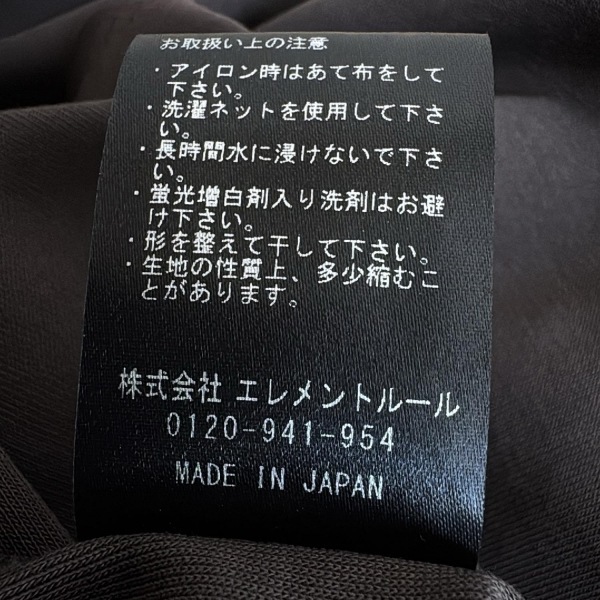 お取扱い上の注意
・アイロン時はあて布をして
下さい。
・洗濯ネットを使用して下さ
い。
・長時間水に浸けないで下さ
い。
・蛍光増白剤入り洗剤はお避
け下さい。
・形を整えて干して下さい。
・生地の性質上、多少縮むこ
とがあります。
株式会社 エレメントルール
0120-941-954
MADE IN JAPAN